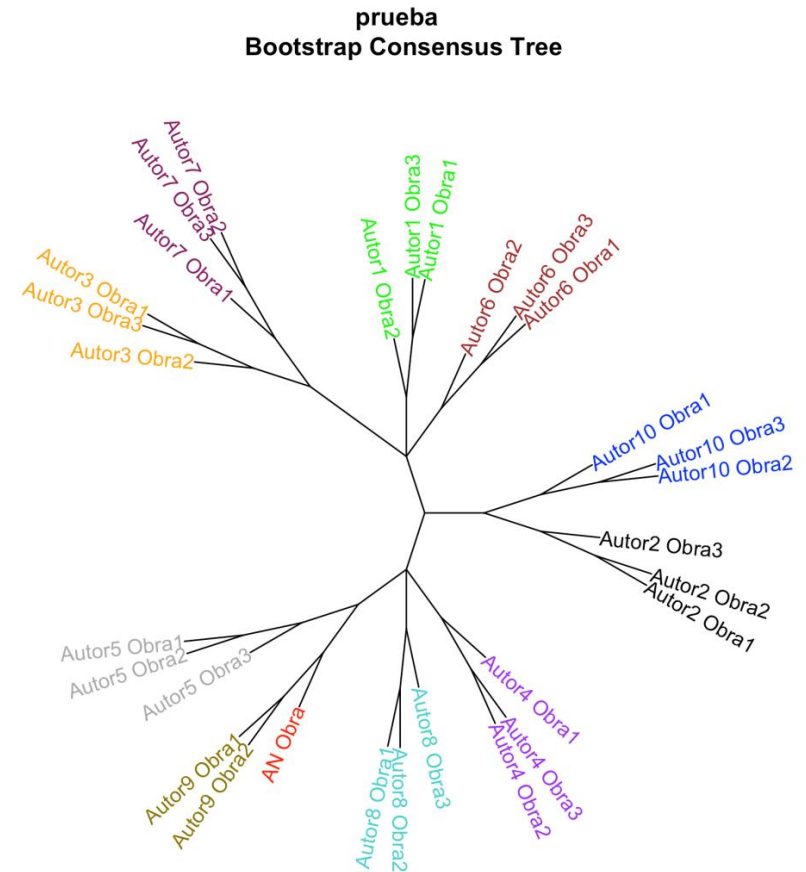 prueba
Bootstrap Consensus Tree
Autor7 Obra2
Autor7 Obra3
Autor7 Obra1
Autor3 Obra1
Autor3 Obra3
Autor3 Obra2
Autor1 Obra2
Autor1 Obra3
Autor1 Obra1
Autor6 Obra2
Autor6 Obra3
Autor6 Obra1
Autor10 Obra1
Autor10 Obra3
Autor10 Obra2
Autor2 Obra3
Autor2 Obra2
Autor2 Obra1
Autor4 Obra1
Autor4 Obra3
Autor4 Obra2
Autor8 Obra3
Autor8 Obra2
Autor8 Obra1
AN Obra
Autor9 Obra2
Autor9 Obra1
Autor5 Obra3
Autor5 Obra2
Autor5 Obra1